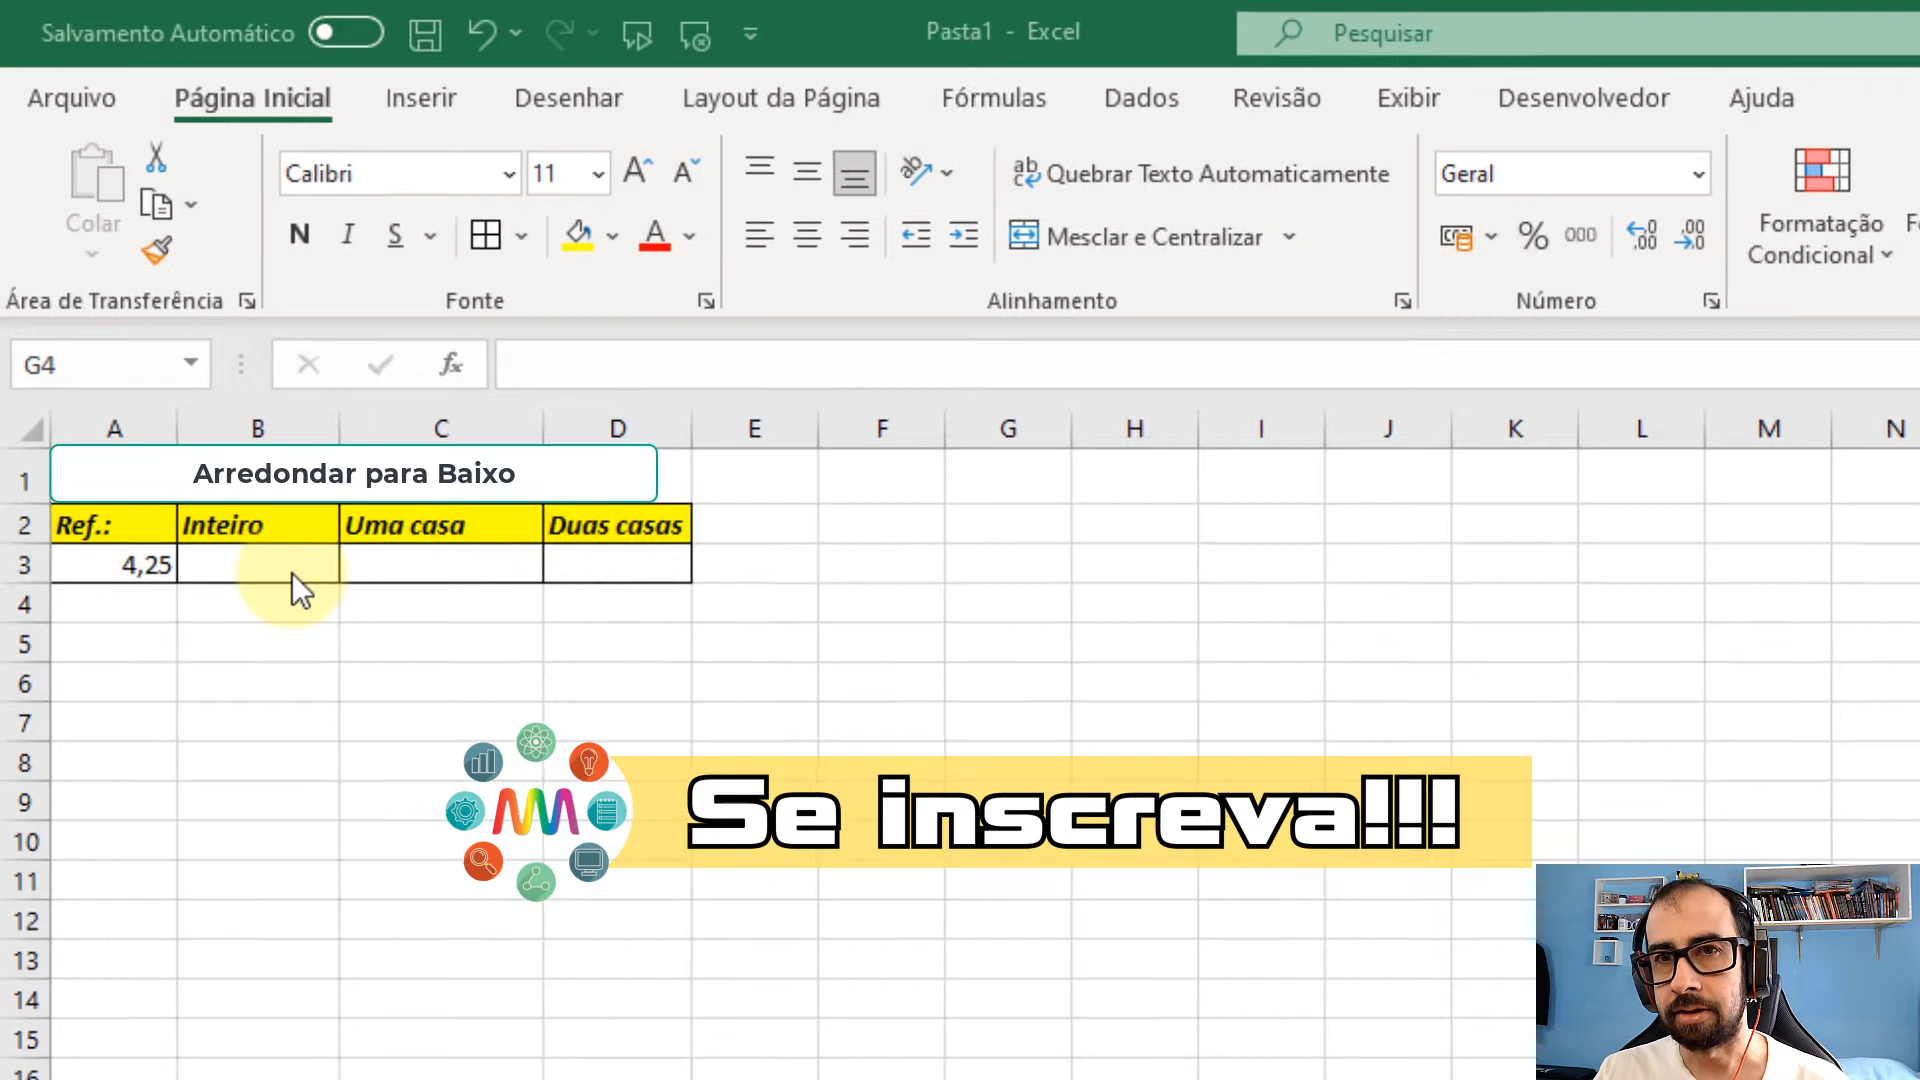 Salvamento Automático
Pasta1 - Excel
Pesquisar
Arquivo Página Inicial Inserir Desenhar Layout da Página Fórmulas Dados Revisão Exibir Desenvolvedor Ajuda
Colar
Calibri 11
N I S
ab Quebrar Texto Automaticamente
Mesclar e Centralizar
Geral
% 000
Formatação
Condicional
Área de Transferência Fonte Alinhamento Número
G4 fx
A B C D E F G H I J K L M N
1 Arredondar para Baixo
2 Ref.: Inteiro Uma casa Duas casas
3 4,25
4
5
6
7
8
9
10
11
12
13
14
15
16
Se inscreva!!!